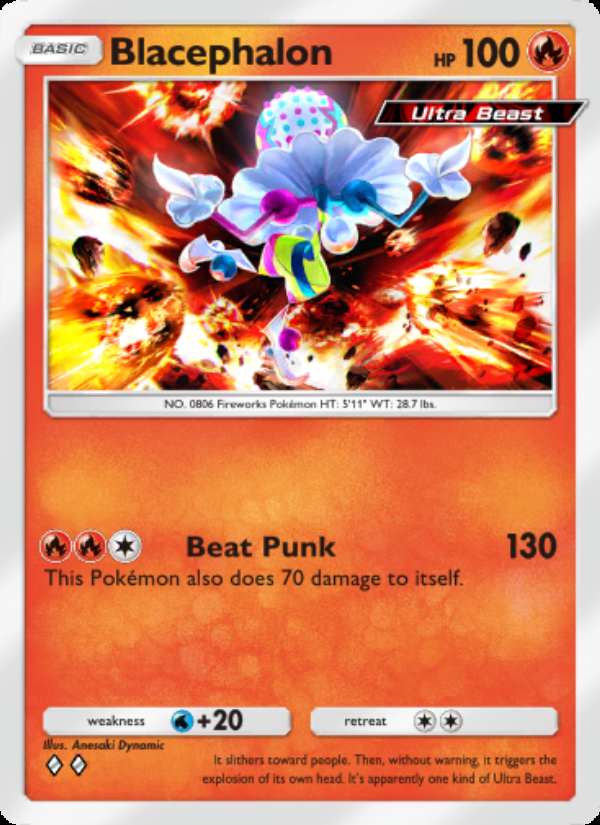 BASIC
Blacephalon
HP 100
Ultra Beast
NO. 0806 Fireworks Pokémon HT: 5'11" WT: 28.7 lbs.
Beat Punk 130
This Pokémon also does 70 damage to itself.
weakness +20 retreat
Illus. Anesaki Dynamic
It slithers toward people. Then, without warning, it triggers the
explosion of its own head. It's apparently one kind of Ultra Beast.